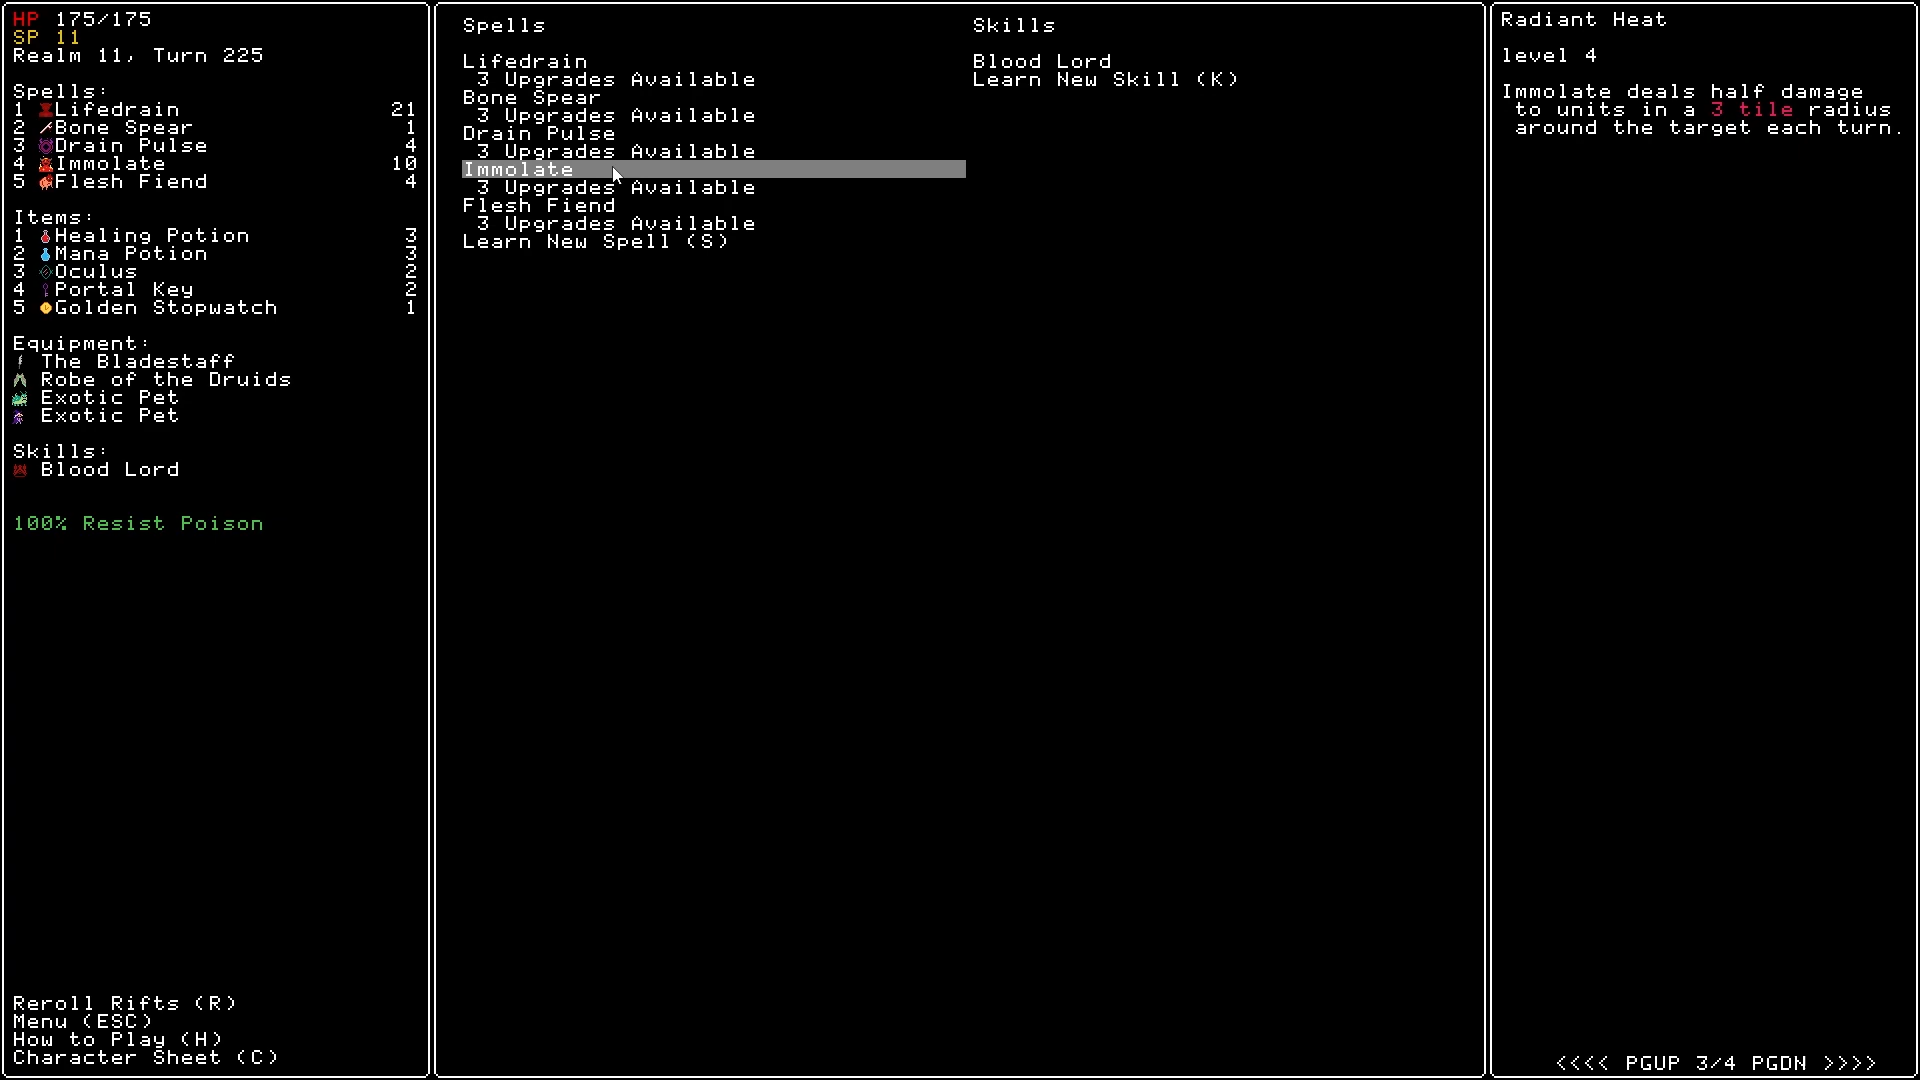 HP 175/175
SP 11
Realm 11, Turn 225
Spells:
1 Lifedrain 21
2 Bone Spear 1
3 Drain Pulse 4
4 Immolate 10
5 Flesh Fiend 4
Items:
1 Healing Potion 3
2 Mana Potion 3
3 Oculus 2
4 Portal Key 2
5 Golden Stopwatch 1
Equipment:
The Bladestaff
Robe of the Druids
Exotic Pet
Exotic Pet
Skills:
Blood Lord
100% Resist Poison
Reroll Rifts (R)
Menu (ESC)
How to Play (H)
Character Sheet (C)
Spells
Lifedrain
3 Upgrades Available
Bone Spear
3 Upgrades Available
Drain Pulse
3 Upgrades Available
Immolate
3 Upgrades Available
Flesh Fiend
3 Upgrades Available
Learn New Spell (S)
Skills
Blood Lord
Learn New Skill (K)
Radiant Heat
level 4
Immolate deals half damage
to units in a 3 tile radius
around the target each turn.
<<<< PGUP 3/4 PGDN >>>>